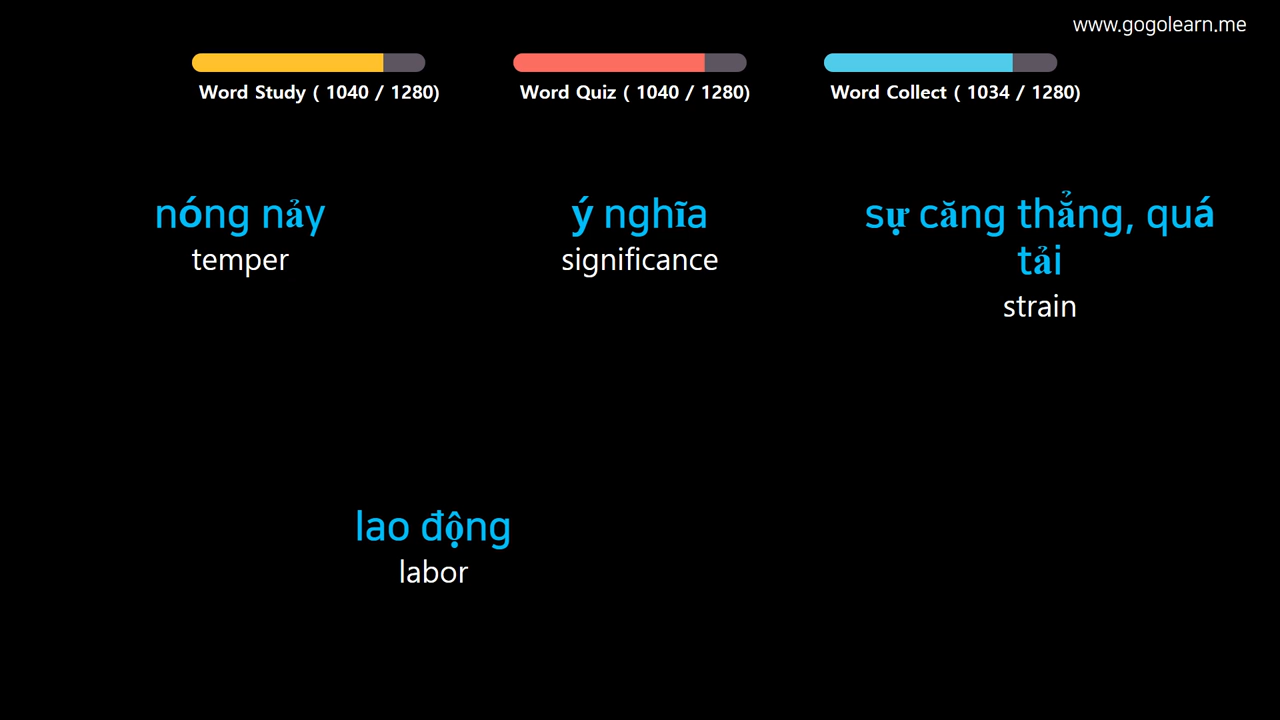 www.gogolearn.me
Word Study ( 1040 / 1280)
Word Quiz ( 1040 / 1280)
Word Collect ( 1034 / 1280)
nóng nảy
temper
ý nghĩa
significance
sự căng thẳng, quá
tải
strain
lao động
labor